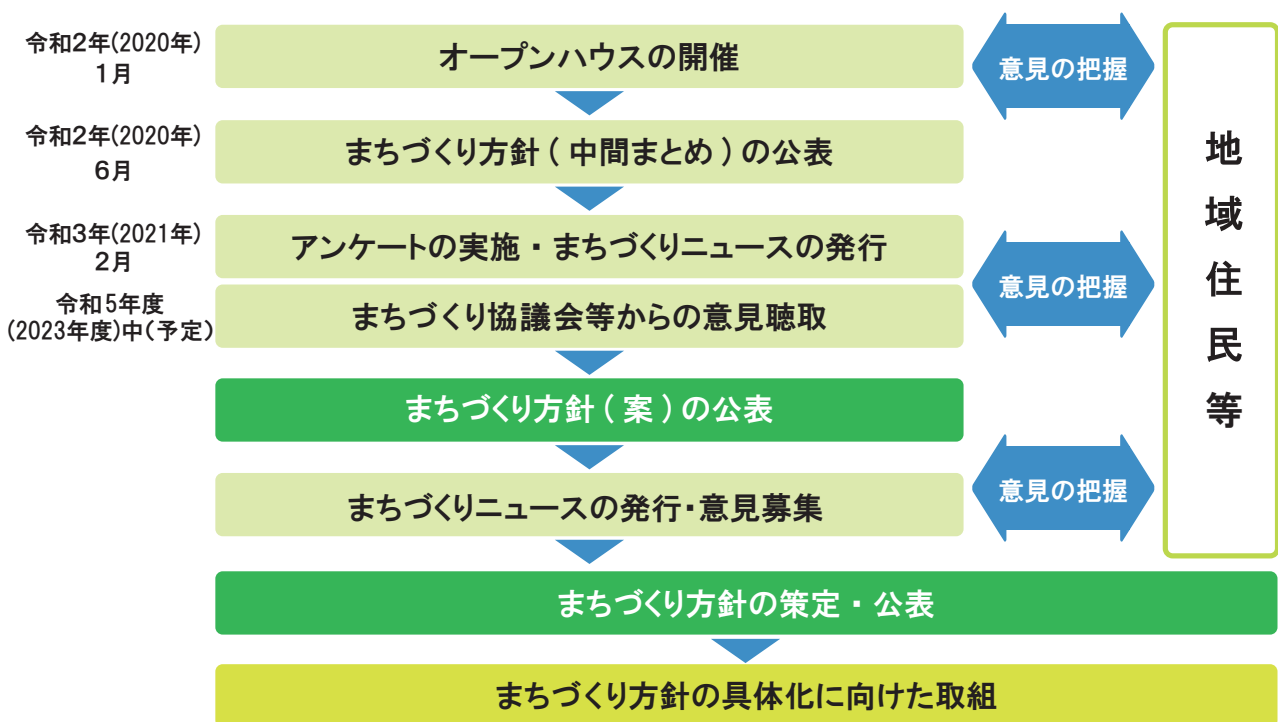 令和2年(2020年)
1月
オープンハウスの開催
意見の把握
令和2年(2020年)
6月
まちづくり方針(中間まとめ)の公表
令和3年(2021年)
2月
アンケートの実施・まちづくりニュースの発行
令和5年度
(2023年度)中(予定)
まちづくり協議会等からの意見聴取
意見の把握
まちづくり方針(案)の公表
まちづくりニュースの発行・意見募集
意見の把握
地域住民等
まちづくり方針の策定・公表
まちづくり方針の具体化に向けた取組